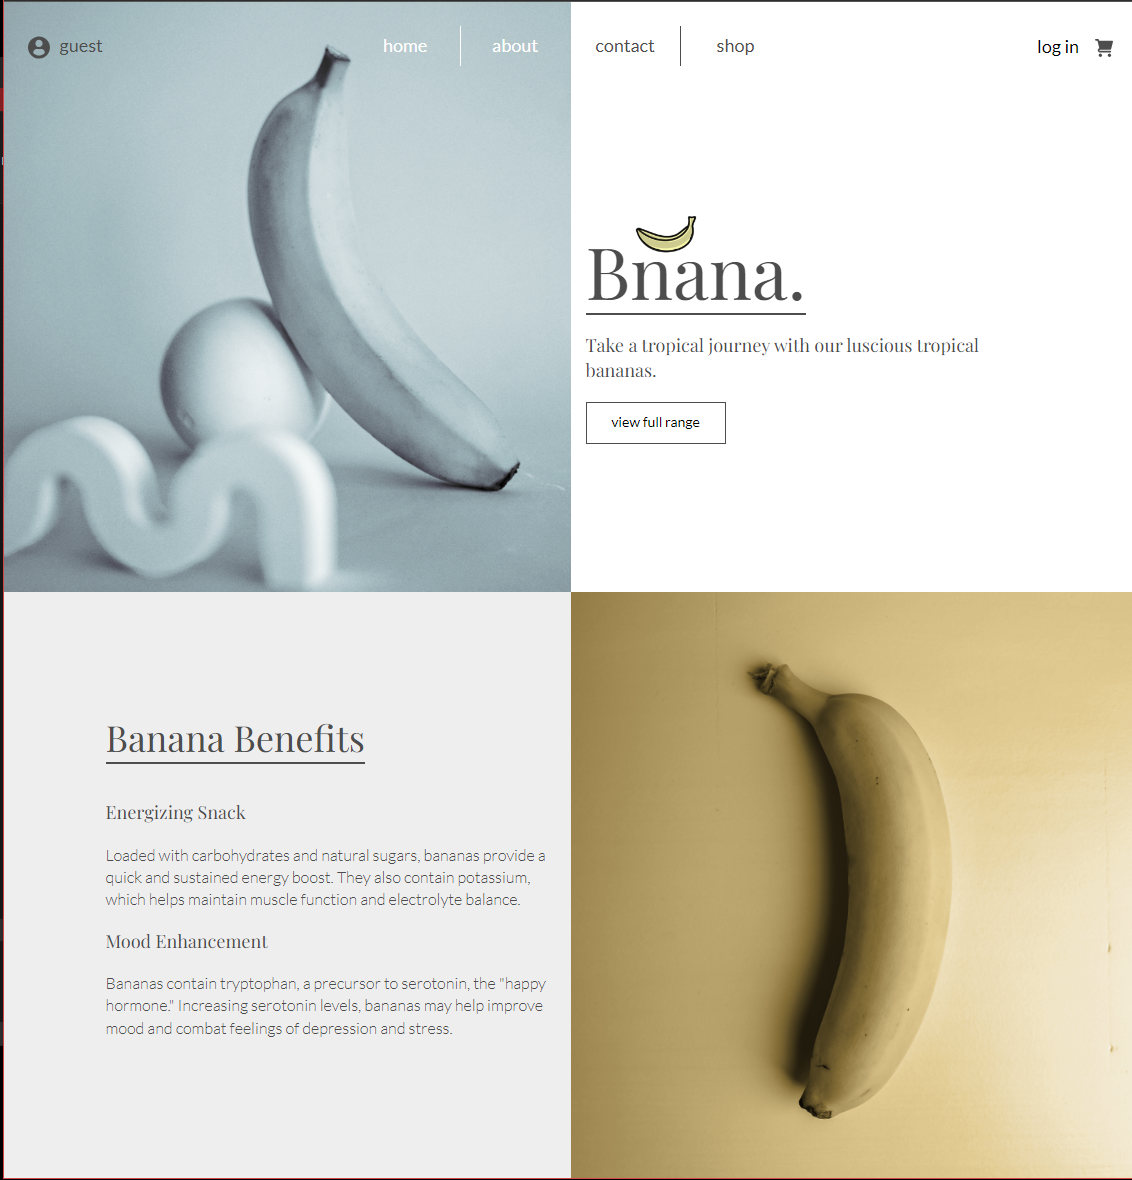 guest
home
about
contact
shop
log in
Bnana.
Take a tropical journey with our luscious tropical
bananas.
view full range
Banana Benefits
Energizing Snack
Loaded with carbohydrates and natural sugars, bananas provide a
quick and sustained energy boost. They also contain potassium,
which helps maintain muscle function and electrolyte balance.
Mood Enhancement
Bananas contain tryptophan, a precursor to serotonin, the "happy
hormone." Increasing serotonin levels, bananas may help improve
mood and combat feelings of depression and stress.